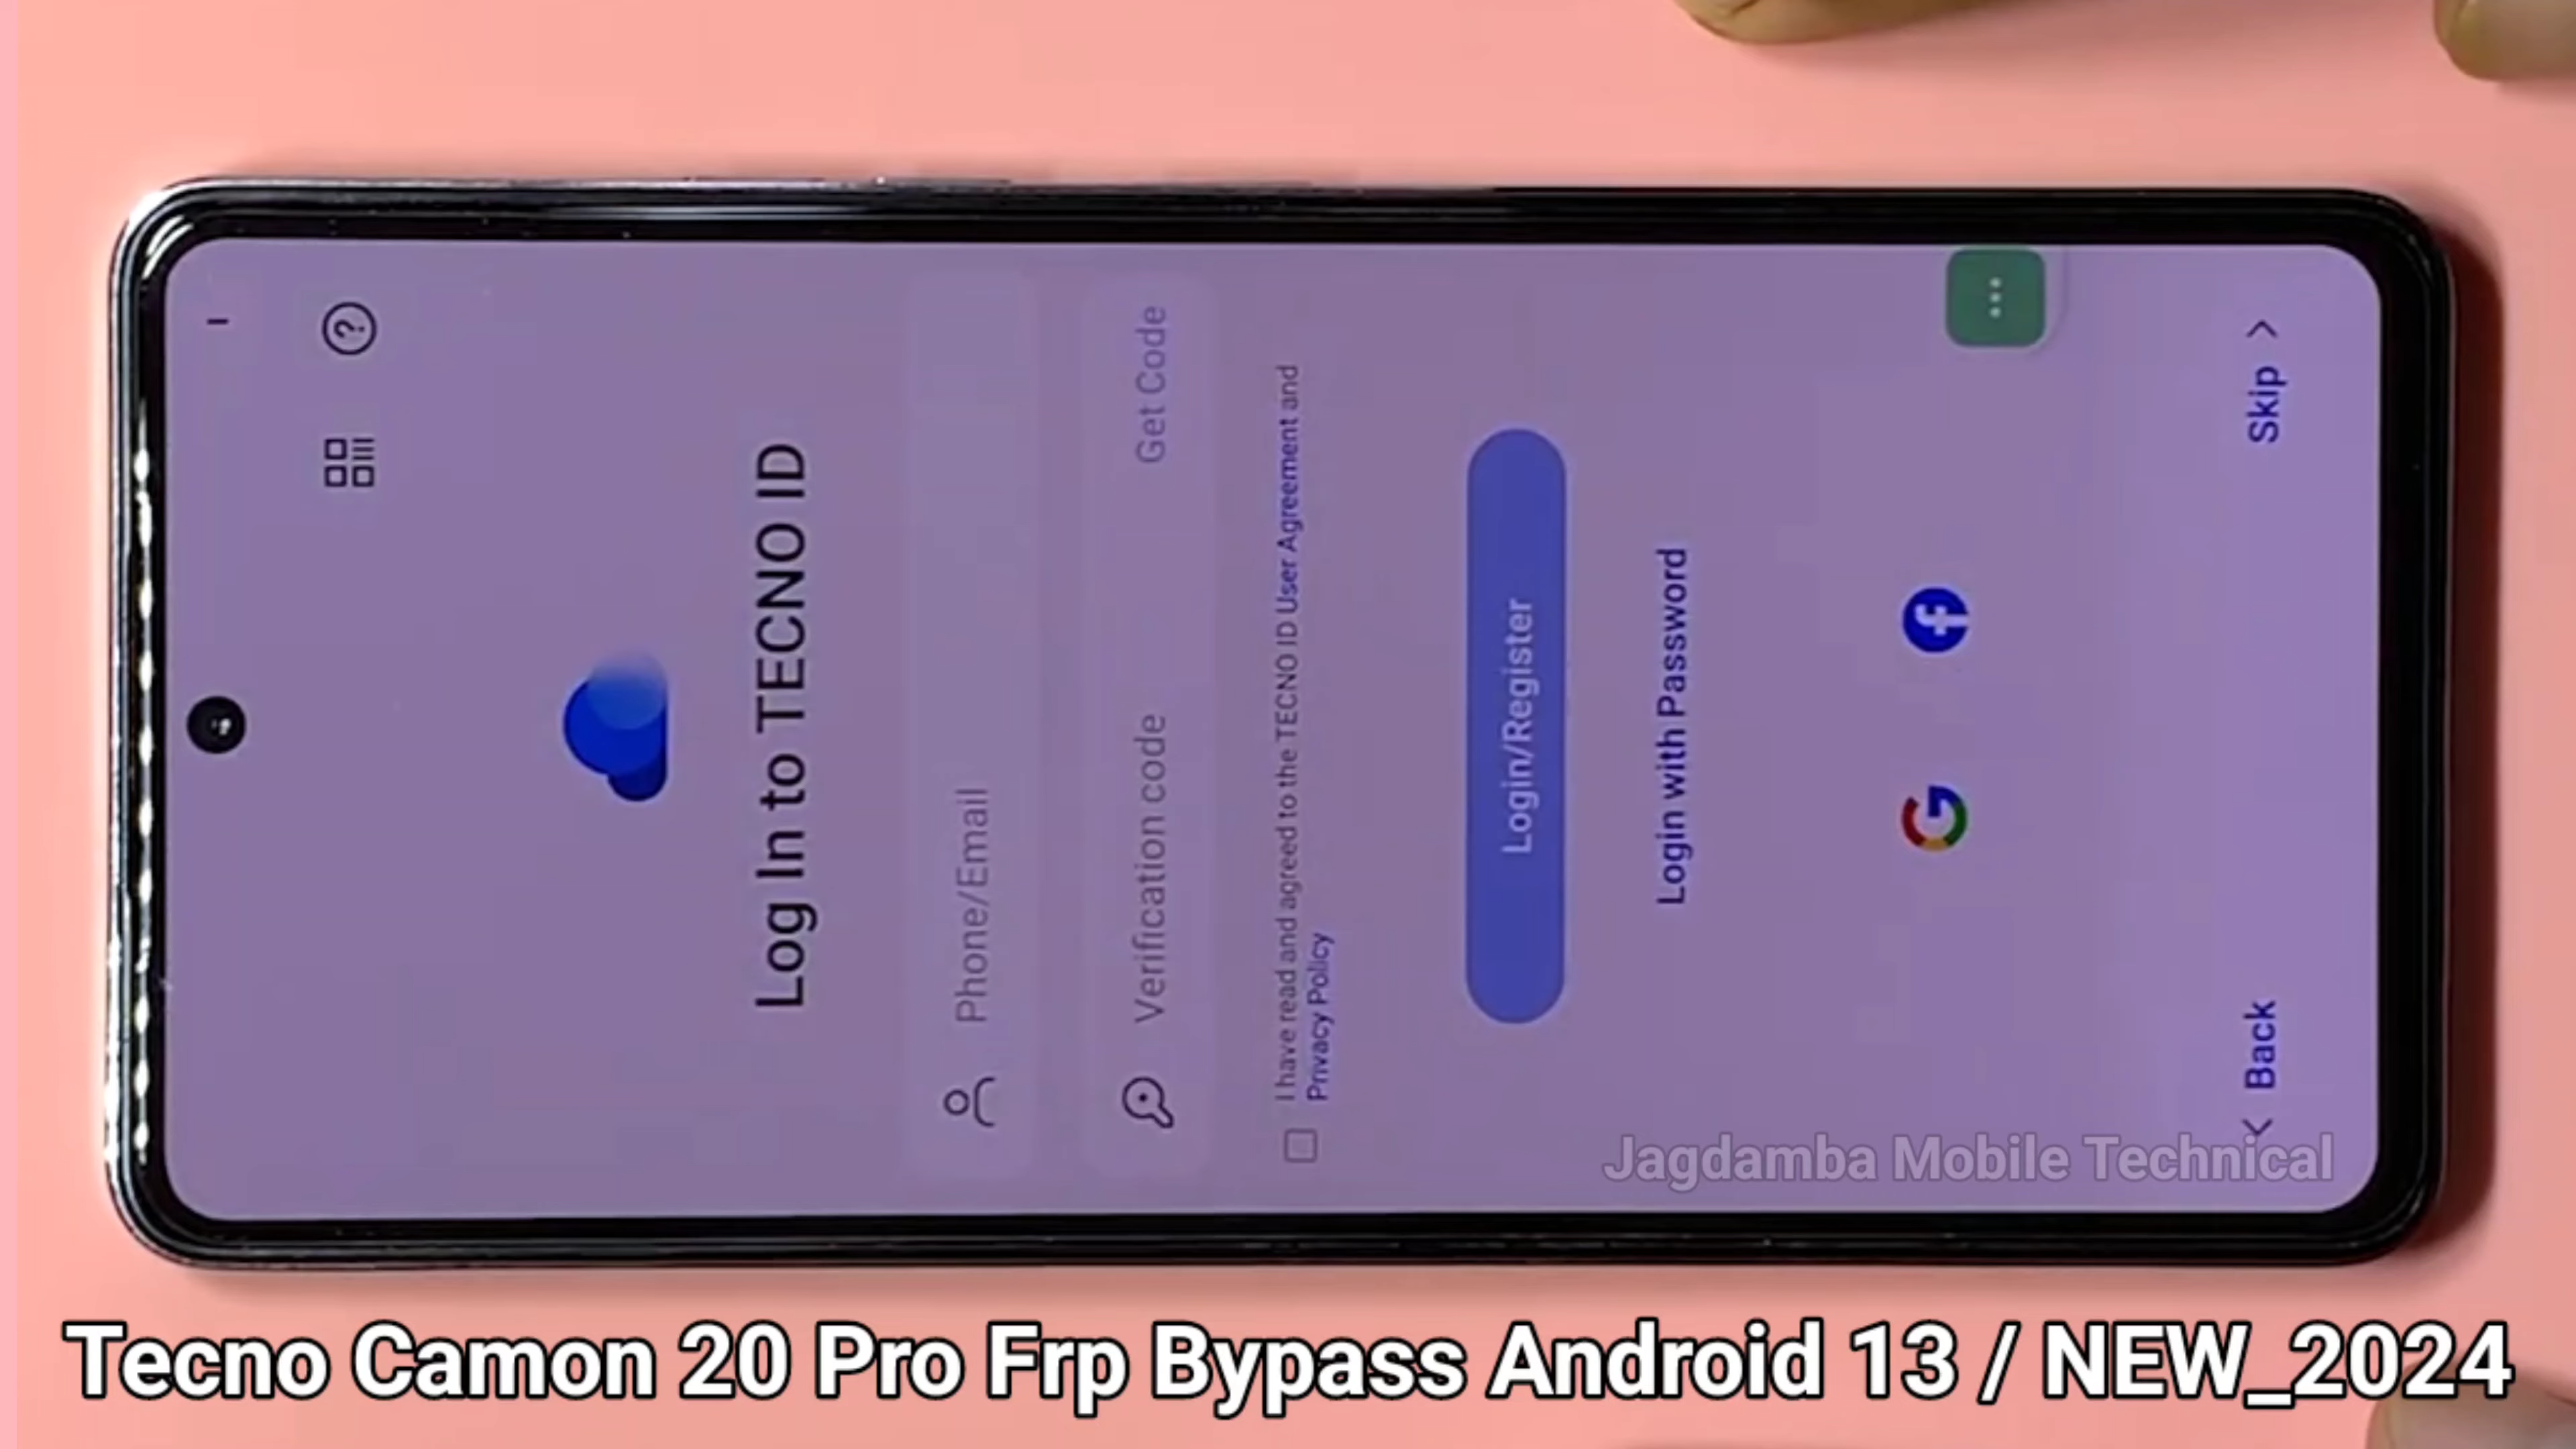 Log In to TECNO ID
Phone/Email
Verification code Get Code
I have read and agreed to the TECNO ID User Agreement and
Privacy Policy
Login/Register
Login with Password
< Back Skip >
Jagdamba Mobile Technical
Tecno Camon 20 Pro Frp Bypass Android 13 / NEW_2024